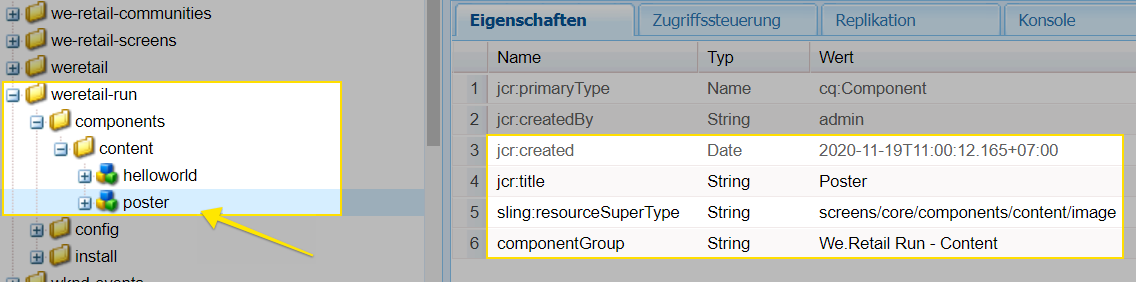 we-retail-communities
we-retail-screens
weretail
weretail-run
components
content
helloworld
poster
config
install
wknd-events
Eigenschaften Zugriffssteuerung Replikation Konsole
Name Typ Wert
1 jcr:primaryType Name cq:Component
2 jcr:createdBy String admin
3 jcr:created Date 2020-11-19T11:00:12.165+07:00
4 jcr:title String Poster
5 sling:resourceSuperType String screens/core/components/content/image
6 componentGroup String We.Retail Run - Content